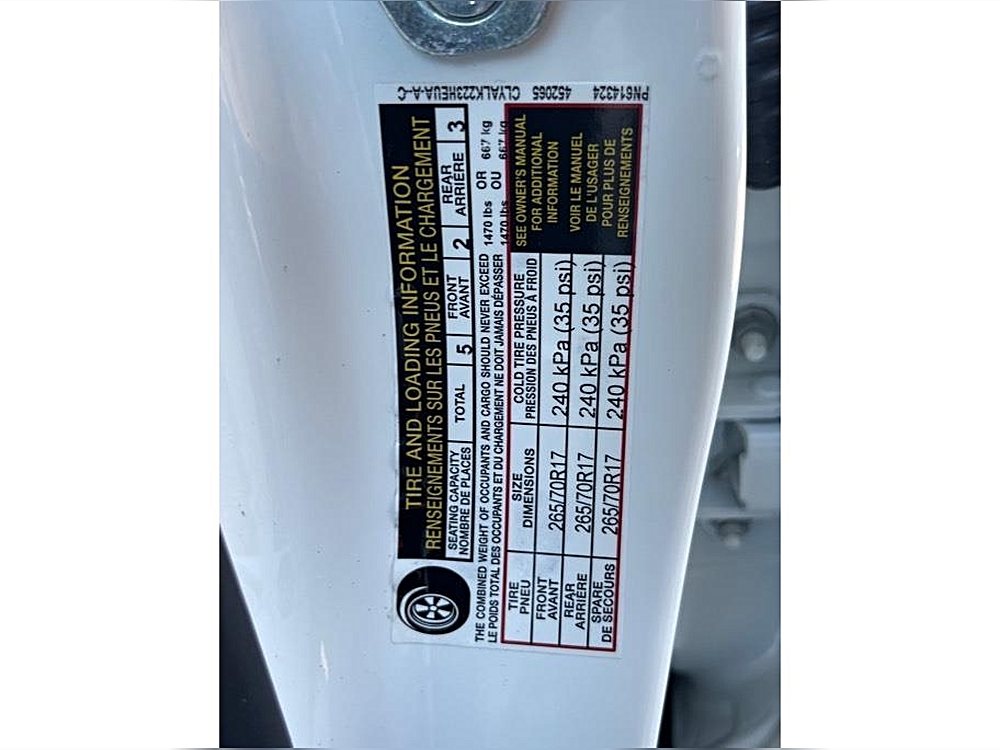 TIRE AND LOADING INFORMATION
RENSEIGNEMENTS SUR LES PNEUS ET LE CHARGEMENT
SEATING CAPACITY TOTAL 5 FRONT 2 REAR 3
NOMBRE DE PLACES AVANT ARRIÈRE
THE COMBINED WEIGHT OF OCCUPANTS AND CARGO SHOULD NEVER EXCEED 1470 lbs OR 667 kg
LE POIDS TOTAL DES OCCUPANTS ET DU CHARGEMENT NE DOIT JAMAIS DÉPASSER 1470 lbs OU 667 kg
TIRE SIZE COLD TIRE PRESSURE
PNEU DIMENSIONS PRESSION DES PNEUS À FROID
FRONT
AVANT 265/70R17 240 kPa (35 psi)
REAR
ARRIÈRE 265/70R17 240 kPa (35 psi)
SPARE
DE SECOURS 265/70R17 240 kPa (35 psi)
SEE OWNER'S MANUAL
FOR ADDITIONAL
INFORMATION
VOIR LE MANUEL
DE L'USAGER
POUR PLUS DE
RENSEIGNEMENTS
PN614324 452065 CLYALK223HEUA-A-C